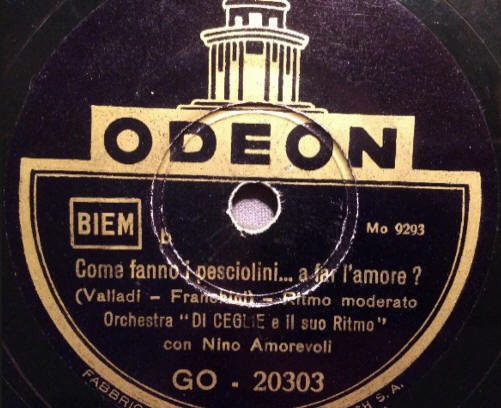 ODEON
BIEM
b
Mo 9293
Come fanno i pesciolini... a far l'amore ?
(Valladi - Franchini) - Ritmo moderato
Orchestra "DI CEGLIE e il suo Ritmo"
con Nino Amorevoli
GO - 20303
S. A.